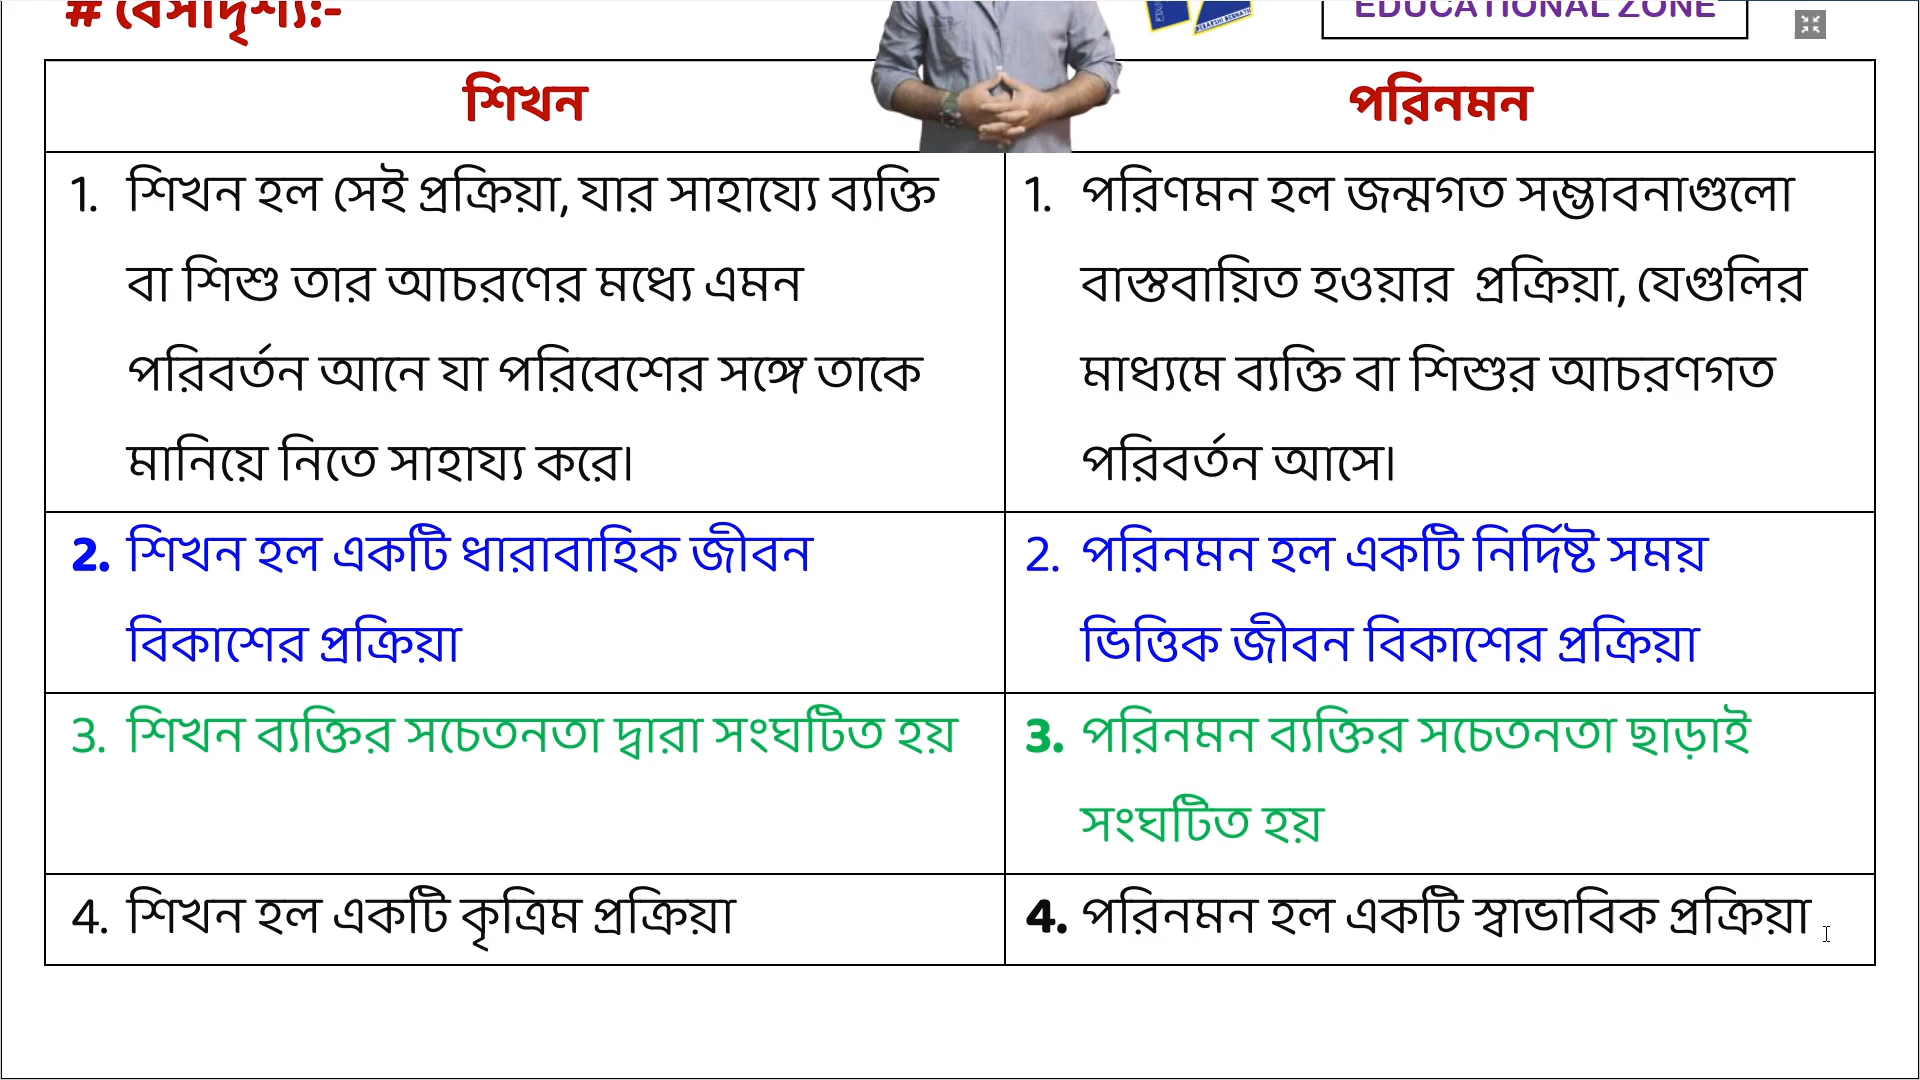 # বৈসাদৃশ্য:-
EDUCATIONAL ZONE
শিখন
পরিনমন
1. শিখন হল সেই প্রক্রিয়া, যার সাহায্যে ব্যক্তি
বা শিশু তার আচরণের মধ্যে এমন
পরিবর্তন আনে যা পরিবেশের সঙ্গে তাকে
মানিয়ে নিতে সাহায্য করে।
1. পরিণমন হল জন্মগত সম্ভাবনাগুলো
বাস্তবায়িত হওয়ার প্রক্রিয়া, যেগুলির
মাধ্যমে ব্যক্তি বা শিশুর আচরণগত
পরিবর্তন আসে।
2. শিখন হল একটি ধারাবাহিক জীবন
বিকাশের প্রক্রিয়া
2. পরিনমন হল একটি নির্দিষ্ট সময়
ভিত্তিক জীবন বিকাশের প্রক্রিয়া
3. শিখন ব্যক্তির সচেতনতা দ্বারা সংঘটিত হয়
3. পরিনমন ব্যক্তির সচেতনতা ছাড়াই
সংঘটিত হয়
4. শিখন হল একটি কৃত্রিম প্রক্রিয়া
4. পরিনমন হল একটি স্বাভাবিক প্রক্রিয়া